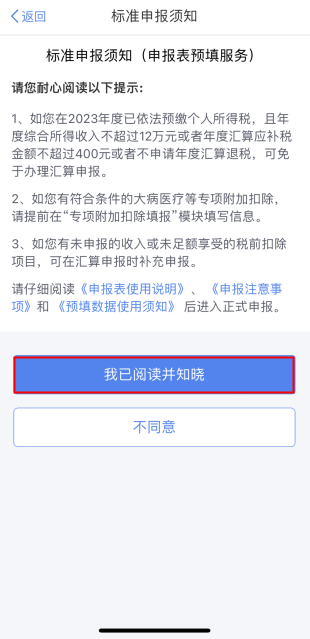 返回
标准申报须知
标准申报须知（申报表预填服务）
请您耐心阅读以下提示：
1、如您在2023年度已依法预缴个人所得税，且年
度综合所得收入不超过12万元或者年度汇算应补税
金额不超过400元或者不申请年度汇算退税，可免
于办理汇算申报。
2、如您有符合条件的大病医疗等专项附加扣除，
请提前在“专项附加扣除填报”模块填写信息。
3、如您有未申报的收入或未足额享受的税前扣除
项目，可在汇算申报时补充申报。
请仔细阅读《申报表使用说明》、《申报注意事
项》和《预填数据使用须知》 后进入正式申报。
我已阅读并知晓
不同意